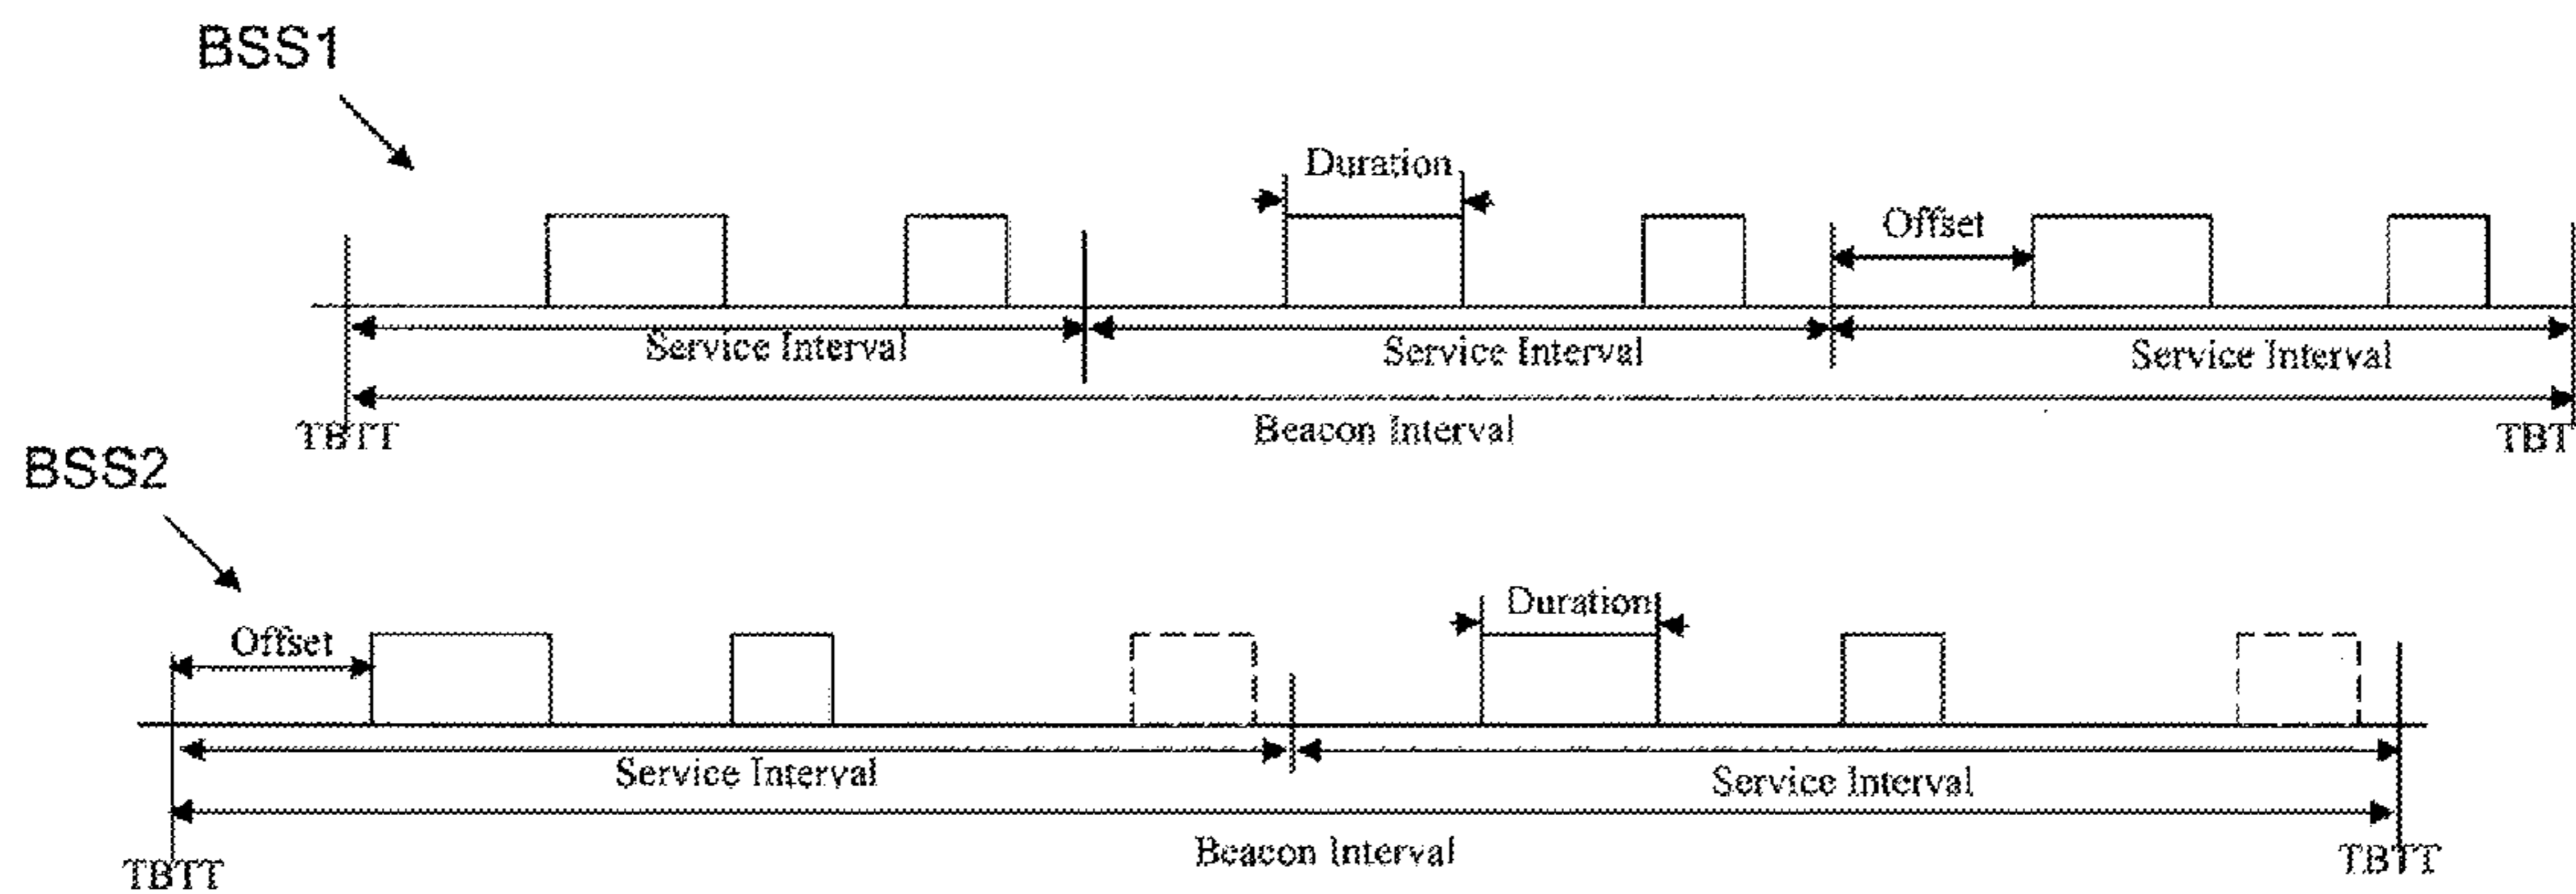 BSS1
Duration
Offset
Service Interval
Service Interval
Service Interval
Beacon Interval
TBTT
TBT
BSS2
Offset
Duration
Service Interval
Service Interval
Beacon Interval
TBTT
TBTT